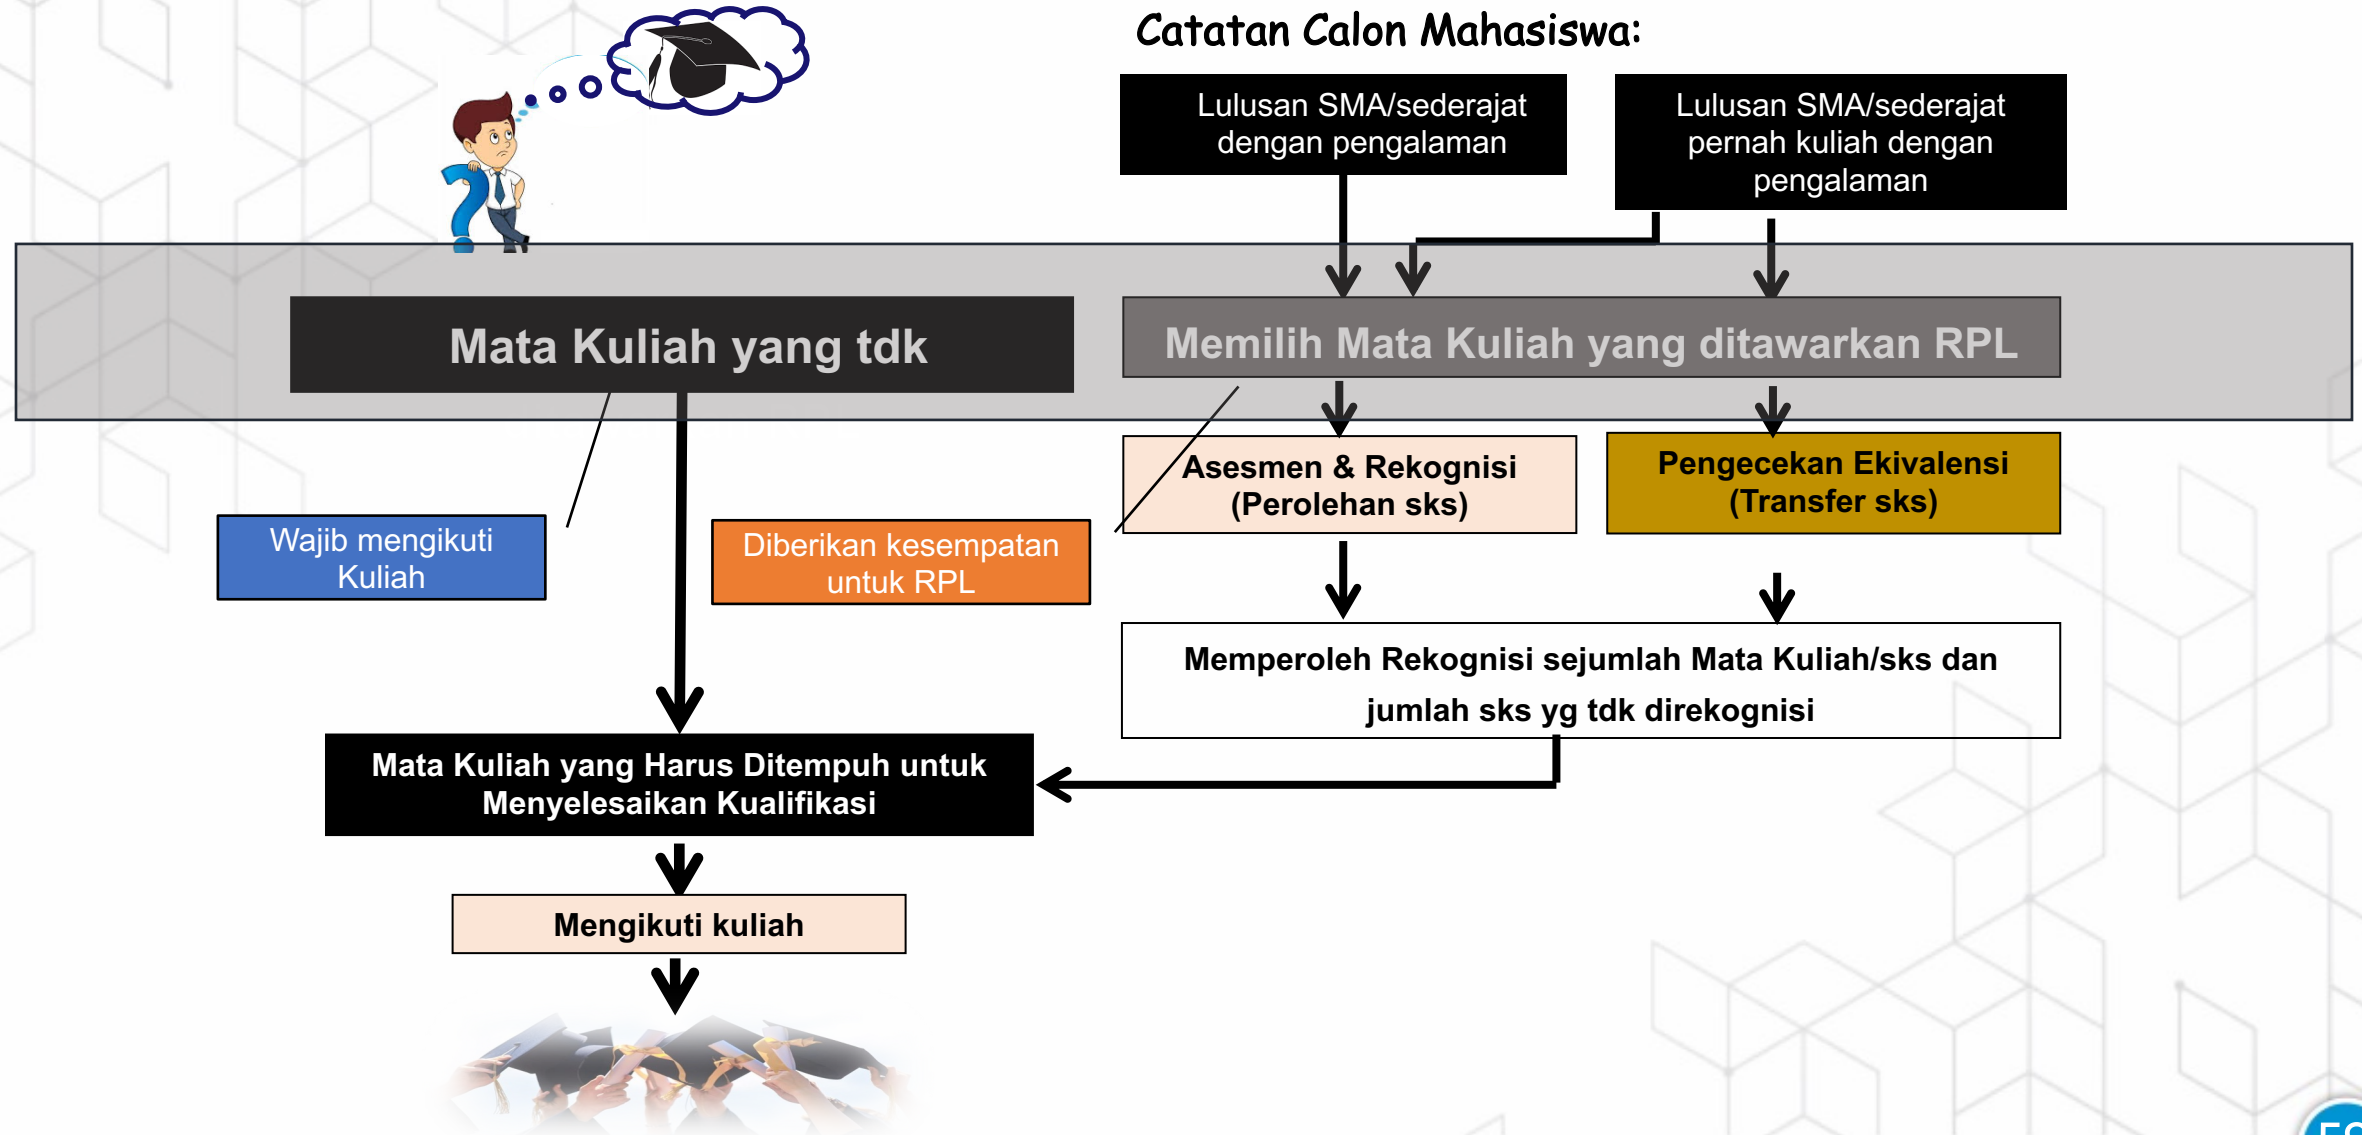 Catatan Calon Mahasiswa:
Lulusan SMA/sederajat
dengan pengalaman
Lulusan SMA/sederajat
pernah kuliah dengan
pengalaman
Mata Kuliah yang tdk
Memilih Mata Kuliah yang ditawarkan RPL
Asesmen & Rekognisi
(Perolehan sks)
Pengecekan Ekivalensi
(Transfer sks)
Wajib mengikuti
Kuliah
Diberikan kesempatan
untuk RPL
Memperoleh Rekognisi sejumlah Mata Kuliah/sks dan
jumlah sks yg tdk direkognisi
Mata Kuliah yang Harus Ditempuh untuk
Menyelesaikan Kualifikasi
Mengikuti kuliah